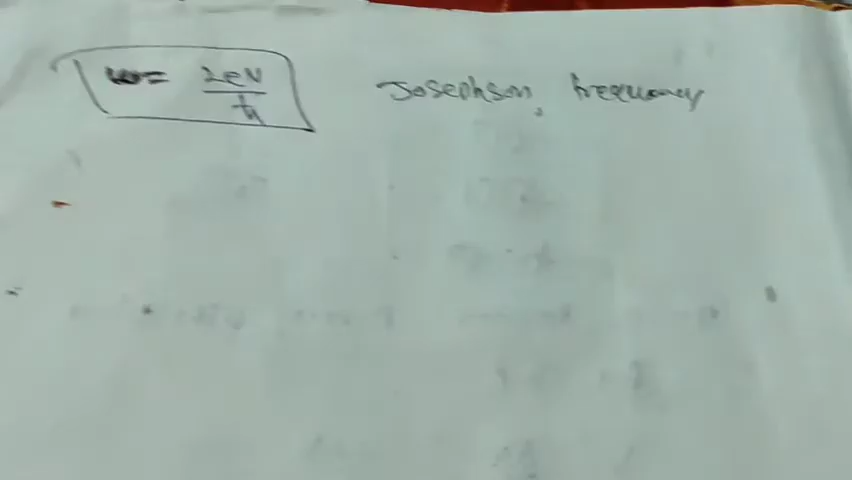 ω = 2eV/ħ Josephson, frequency